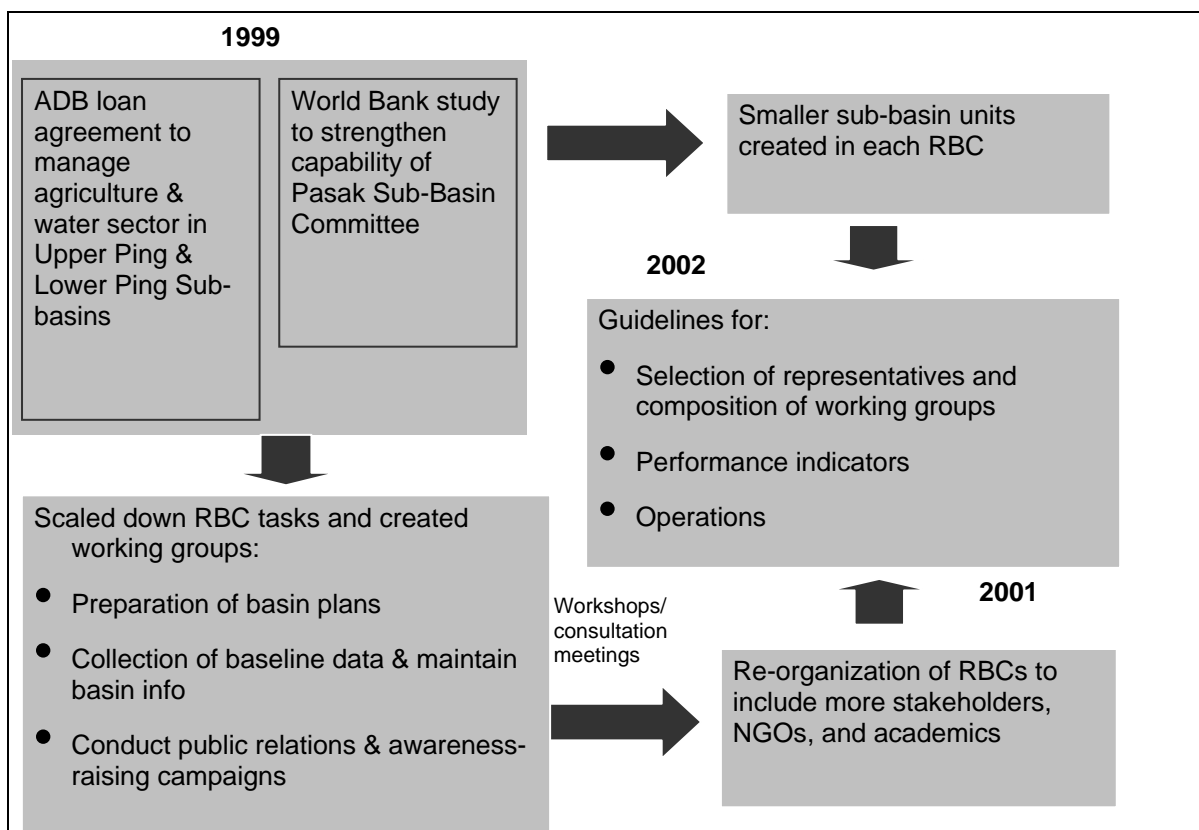 1999
ADB loan
agreement to
manage
agriculture &
water sector in
Upper Ping &
Lower Ping Sub-
basins
World Bank study
to strengthen
capability of
Pasak Sub-Basin
Committee
Smaller sub-basin units
created in each RBC
2002
Guidelines for:
• Selection of representatives and
composition of working groups
• Performance indicators
• Operations
Scaled down RBC tasks and created
working groups:
• Preparation of basin plans
• Collection of baseline data & maintain
basin info
• Conduct public relations & awareness-
raising campaigns
Workshops/
consultation
meetings
2001
Re-organization of RBCs to
include more stakeholders,
NGOs, and academics